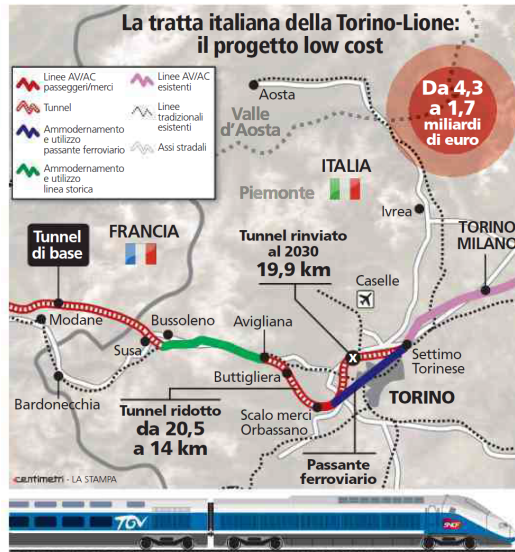 La tratta italiana della Torino-Lione:
il progetto low cost
Linee AV/AC
passeggeri/merci
Tunnel
Ammodernamento
e utilizzo
passante ferroviario
Ammodernamento
e utilizzo
linea storica
Linee AV/AC
esistenti
Linee
tradizionali
esistenti
Assi stradali
Da 4,3
a 1,7
miliardi
di euro
Aosta
Valle
d'Aosta
ITALIA
Piemonte
Ivrea
TORINO
MILANO
FRANCIA
Tunnel
di base
Tunnel rinviato
al 2030
19,9 km
Caselle
Modane
Bussoleno
Avigliana
Susa
X
Settimo
Torinese
Buttigliera
Bardonecchia
TORINO
Tunnel ridotto
da 20,5
a 14 km
Scalo merci
Orbassano
Passante
ferroviario
centimetri - LA STAMPA
TGV
SNCF